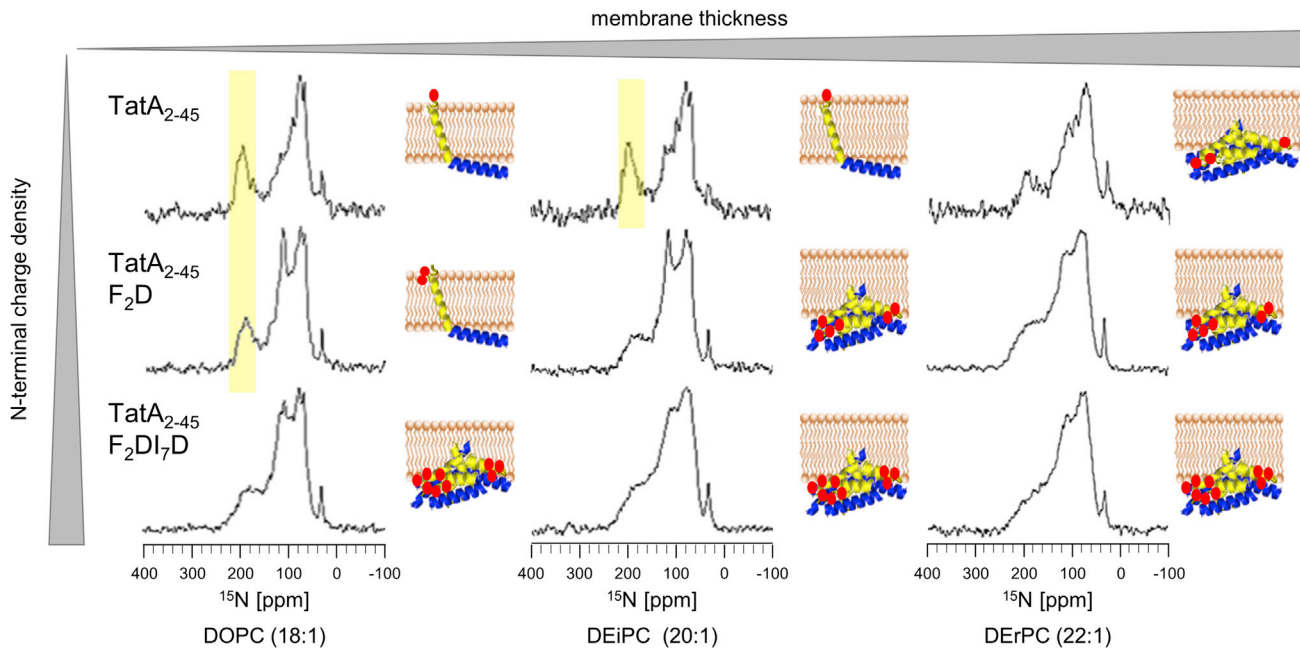 membrane thickness
N-terminal charge density
TatA₂₋₄₅
TatA₂₋₄₅
F₂D
TatA₂₋₄₅
F₂DI₇D
400 300 200 100 0 -100
400 300 200 100 0 -100
400 300 200 100 0 -100
¹⁵N [ppm]
¹⁵N [ppm]
¹⁵N [ppm]
DOPC (18:1)
DEiPC (20:1)
DErPC (22:1)